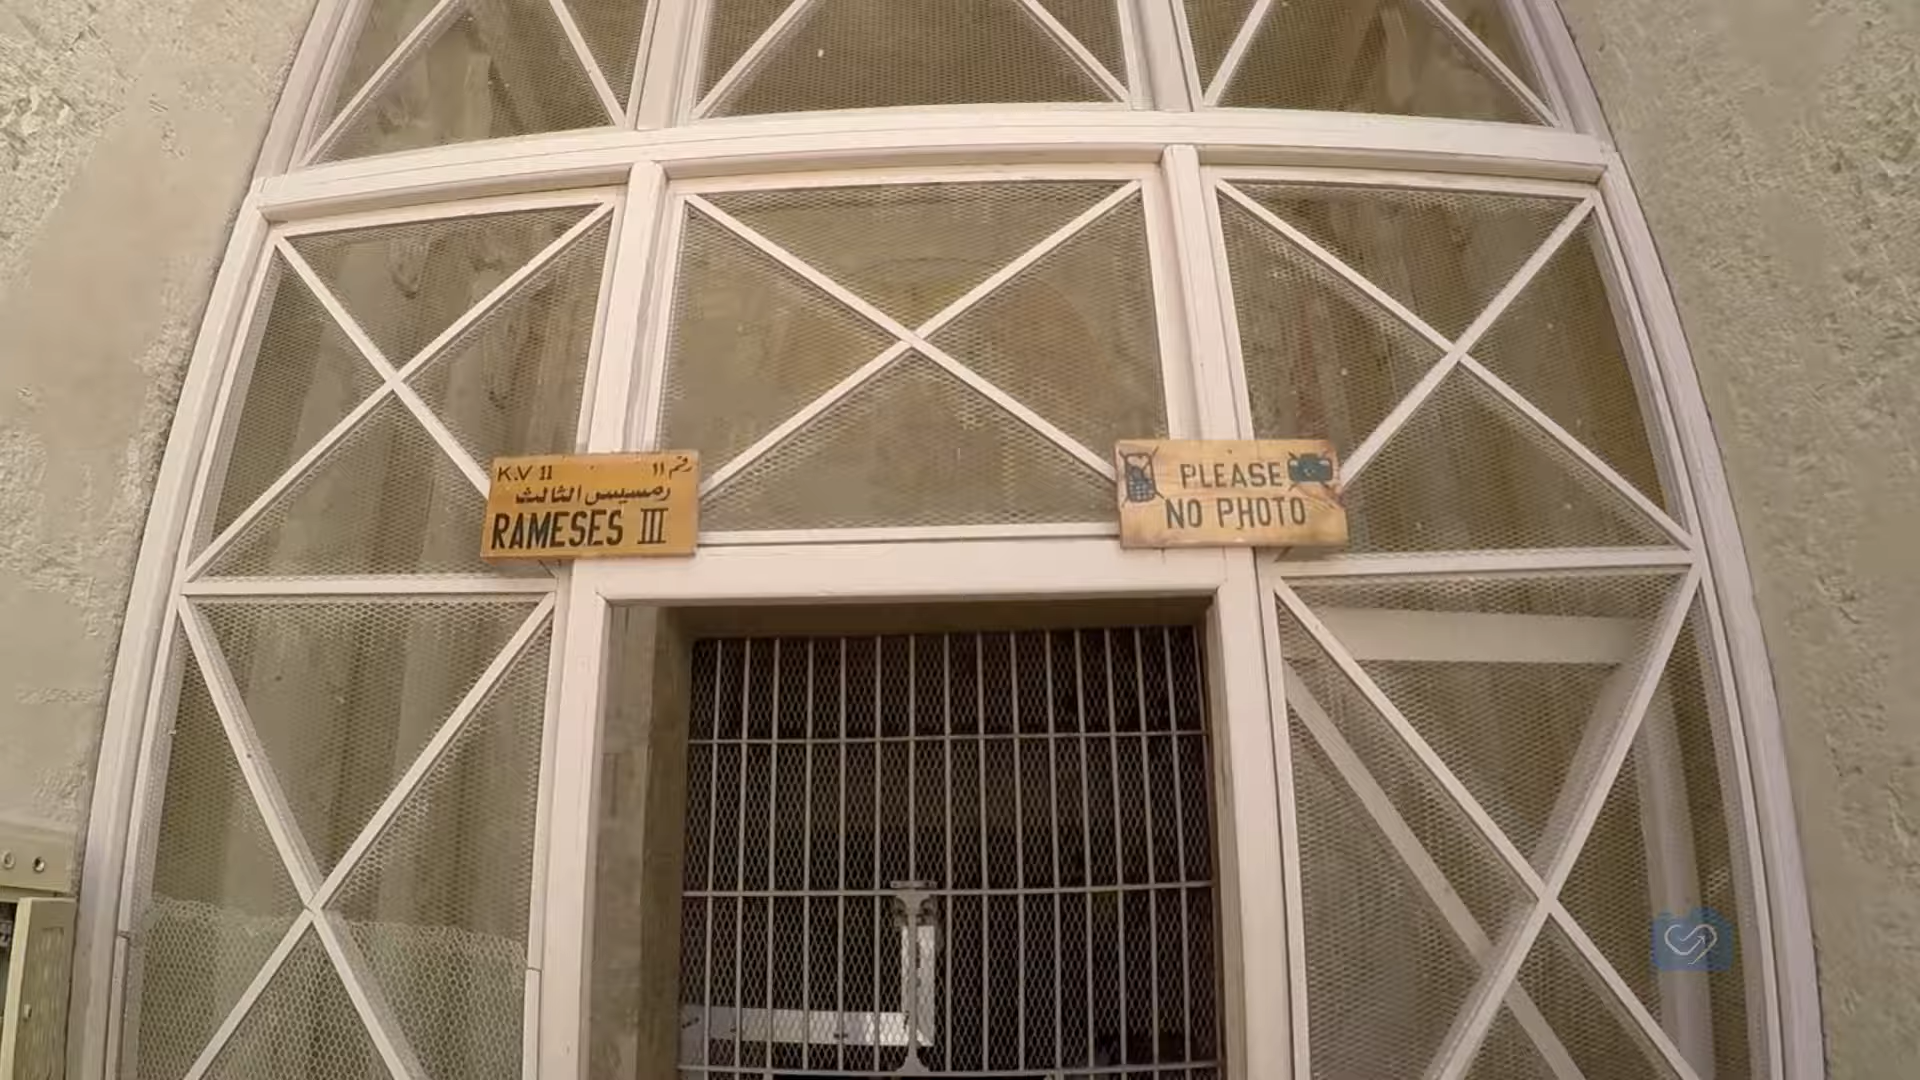 K.V 11 رقم ١١
رمسيس الثالث
RAMESES III
PLEASE
NO PHOTO